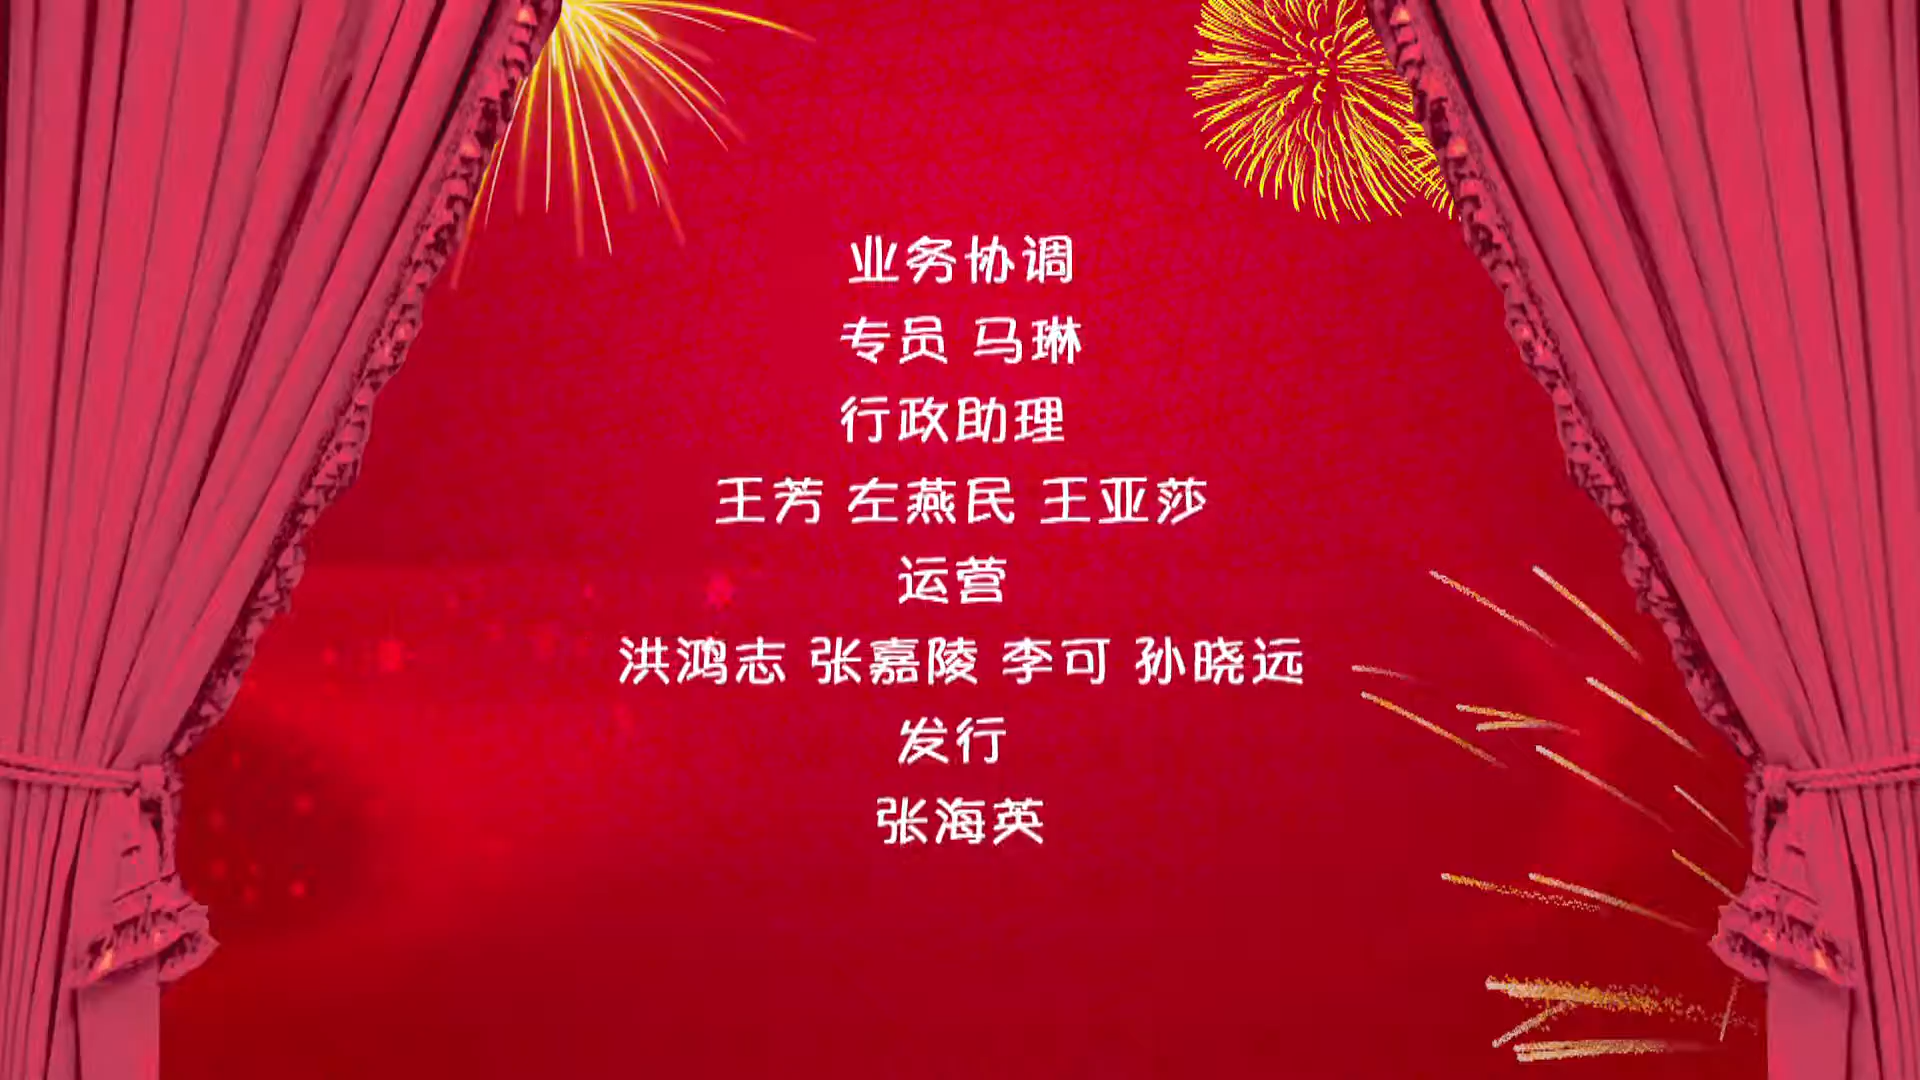 业务协调
专员 马琳
行政助理
王芳 左燕民 王亚莎
运营
洪鸿志 张嘉陵 李可 孙晓远
发行
张海英